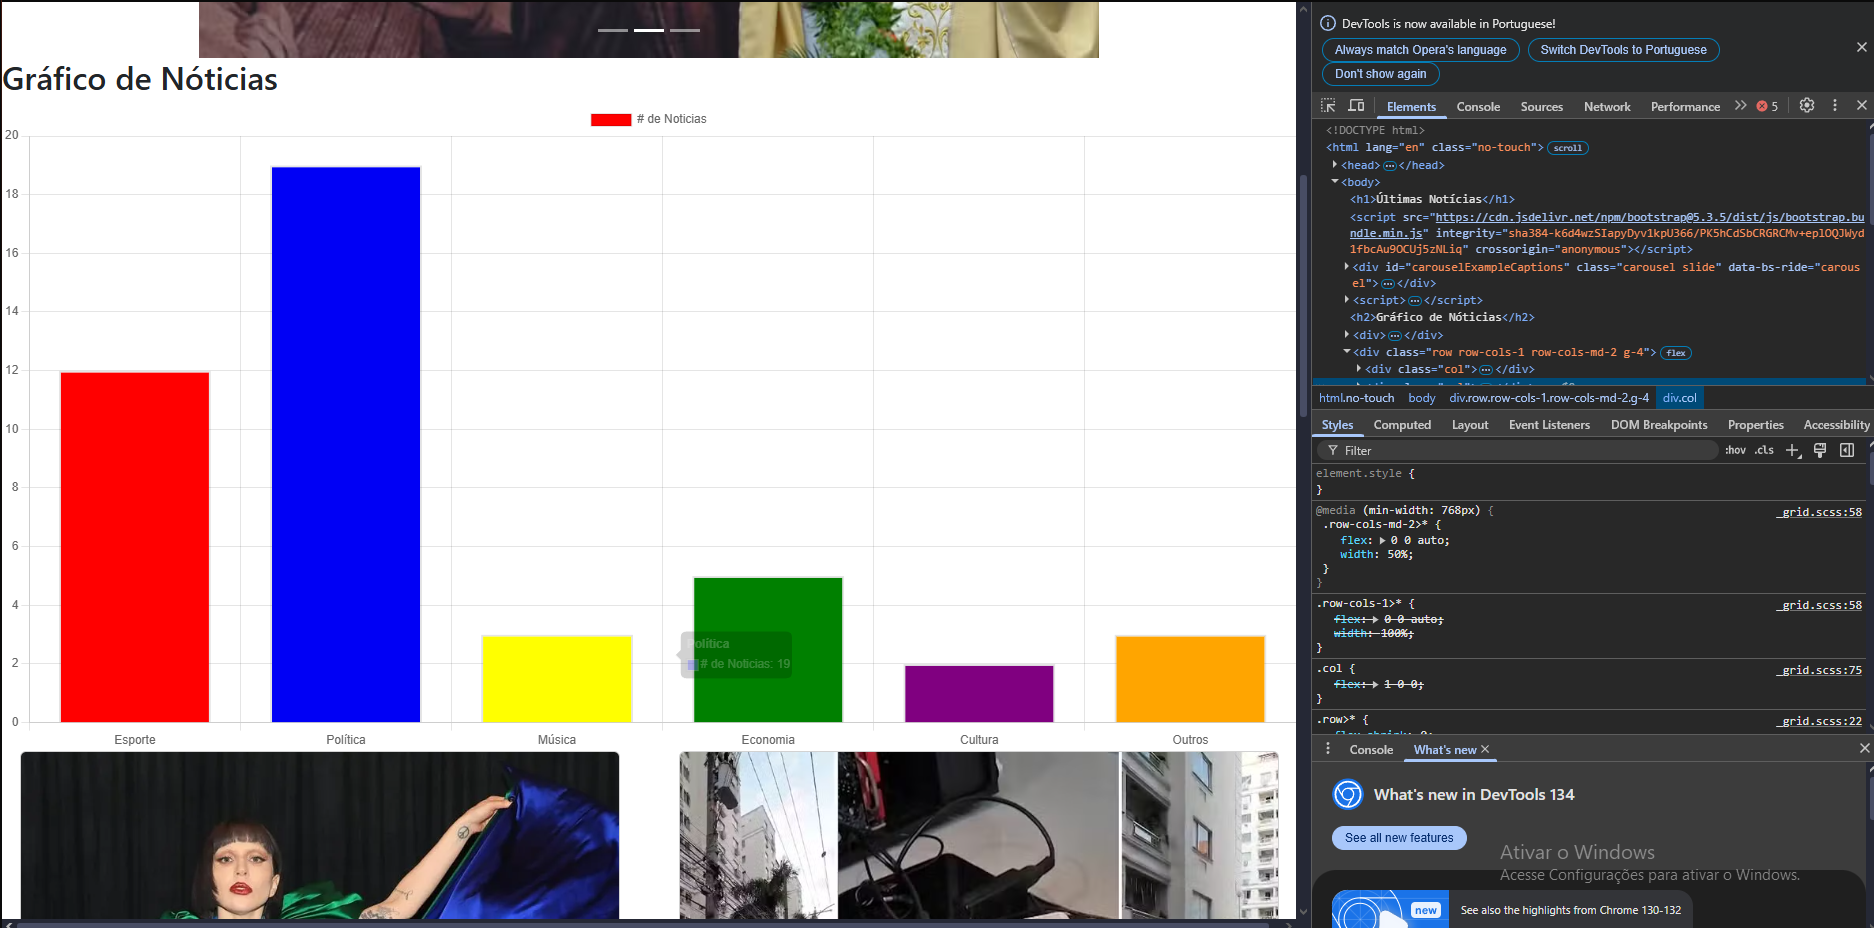 Gráfico de Nóticias
# de Noticias
20
18
16
14
12
10
8
6
4
2
0
Política
# de Noticias: 19
Esporte
Política
Música
Economia
Cultura
Outros
DevTools is now available in Portuguese!
Always match Opera's language
Switch DevTools to Portuguese
Don't show again
Elements
Console
Sources
Network
Performance
5
<!DOCTYPE html>
<html lang="en" class="no-touch"> scroll
<head> </head>
<body>
<h1>Últimas Notícias</h1>
<script src="https://cdn.jsdelivr.net/npm/bootstrap@5.3.5/dist/js/bootstrap.bu
ndle.min.js" integrity="sha384-k6d4wzSIapyDyv1kpU366/PK5hCdSbCRGRCMv+eplOQJWyd
1fbcAu9OCUj5zNLiq" crossorigin="anonymous"></script>
<div id="carouselExampleCaptions" class="carousel slide" data-bs-ride="carous
el"> </div>
<script> </script>
<h2>Gráfico de Nóticias</h2>
<div> </div>
<div class="row row-cols-1 row-cols-md-2 g-4"> flex
<div class="col"> </div>
html.no-touch
body
div.row.row-cols-1.row-cols-md-2.g-4
div.col
Styles
Computed
Layout
Event Listeners
DOM Breakpoints
Properties
Accessibility
Filter
:hov .cls
element.style {
}
@media (min-width: 768px) {
_grid.scss:58
.row-cols-md-2>* {
flex: 0 0 auto;
width: 50%;
}
}
.row-cols-1>* {
_grid.scss:58
flex: 0 0 auto;
width: 100%;
}
.col {
_grid.scss:75
flex: 1 0 0;
}
.row>* {
_grid.scss:22
Console
What's new
What's new in DevTools 134
See all new features
Ativar o Windows
Acesse Configurações para ativar o Windows.
new
See also the highlights from Chrome 130-132